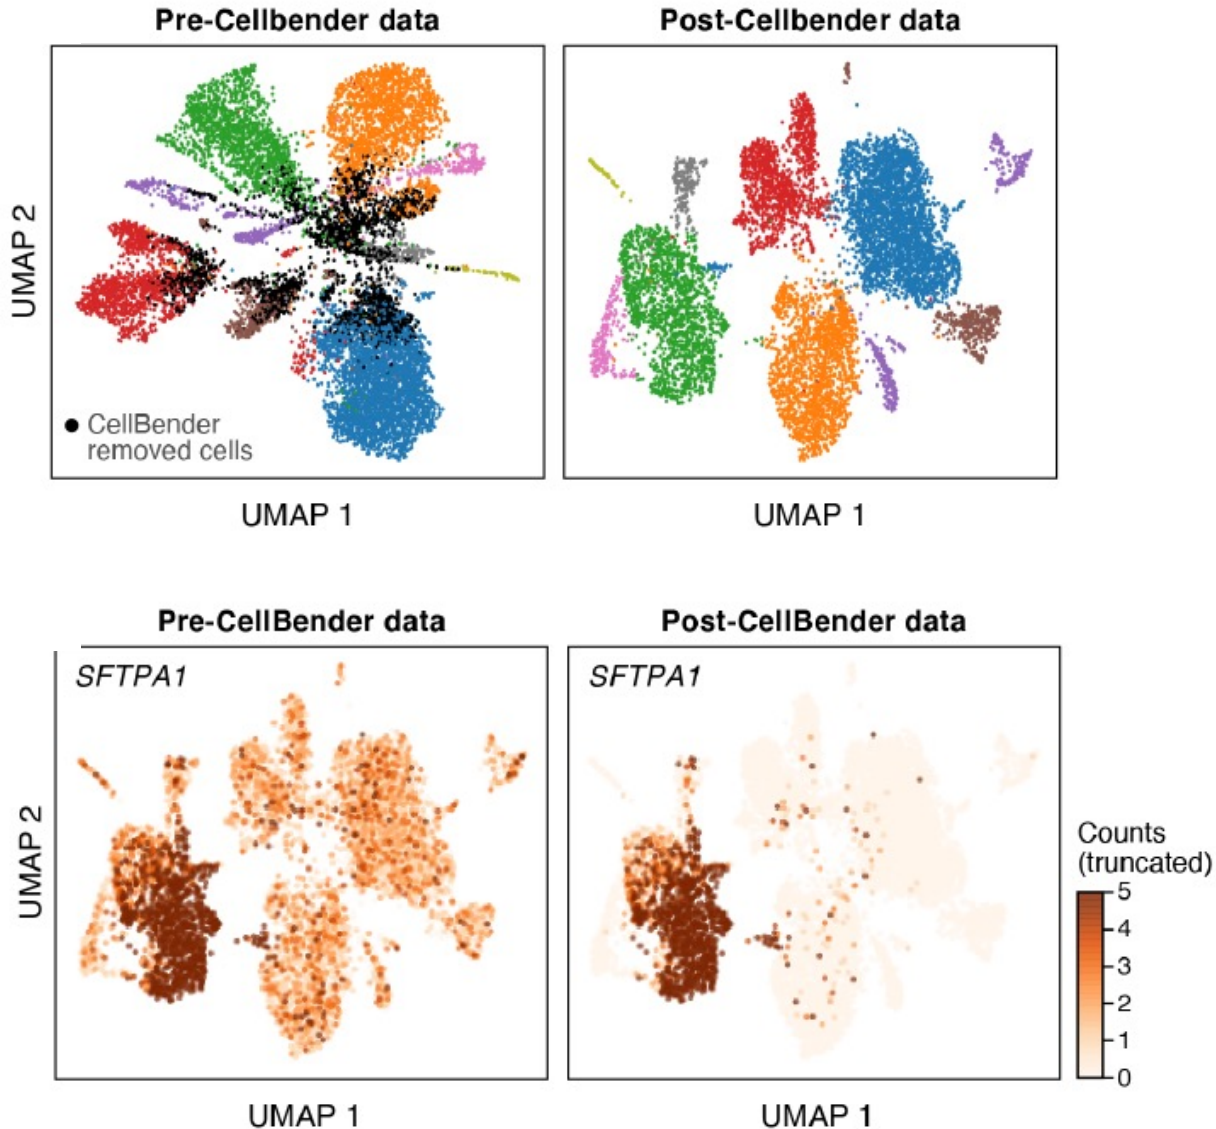 Pre-Cellbender data
Post-Cellbender data
UMAP 2
CellBender
removed cells
UMAP 1
UMAP 1
Pre-CellBender data
Post-CellBender data
SFTPA1
SFTPA1
UMAP 2
Counts
(truncated)
5
4
3
2
1
0
UMAP 1
UMAP 1